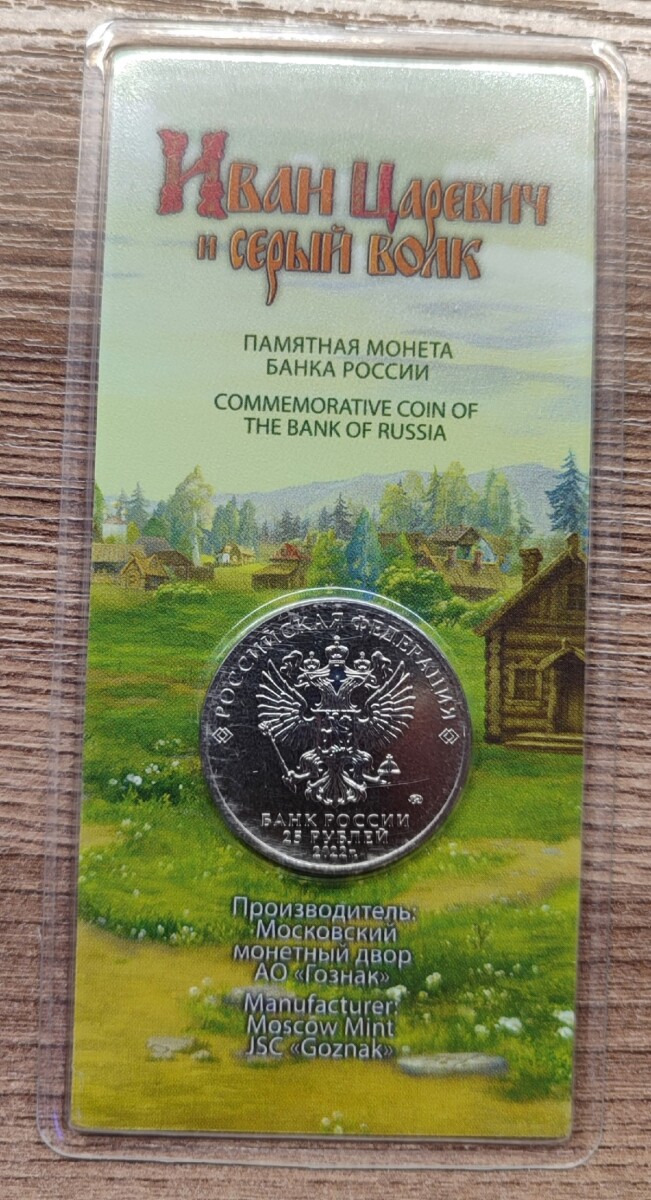 Иван Царевич
и серый волк
ПАМЯТНАЯ МОНЕТА
БАНКА РОССИИ
COMMEMORATIVE COIN OF
THE BANK OF RUSSIA
РОССИЙСКАЯ ФЕДЕРАЦИЯ
БАНК РОССИИ
25 РУБЛЕЙ
2022 г.
Производитель:
Московский
монетный двор
АО «Гознак»
Manufacturer:
Moscow Mint
JSC «Goznak»